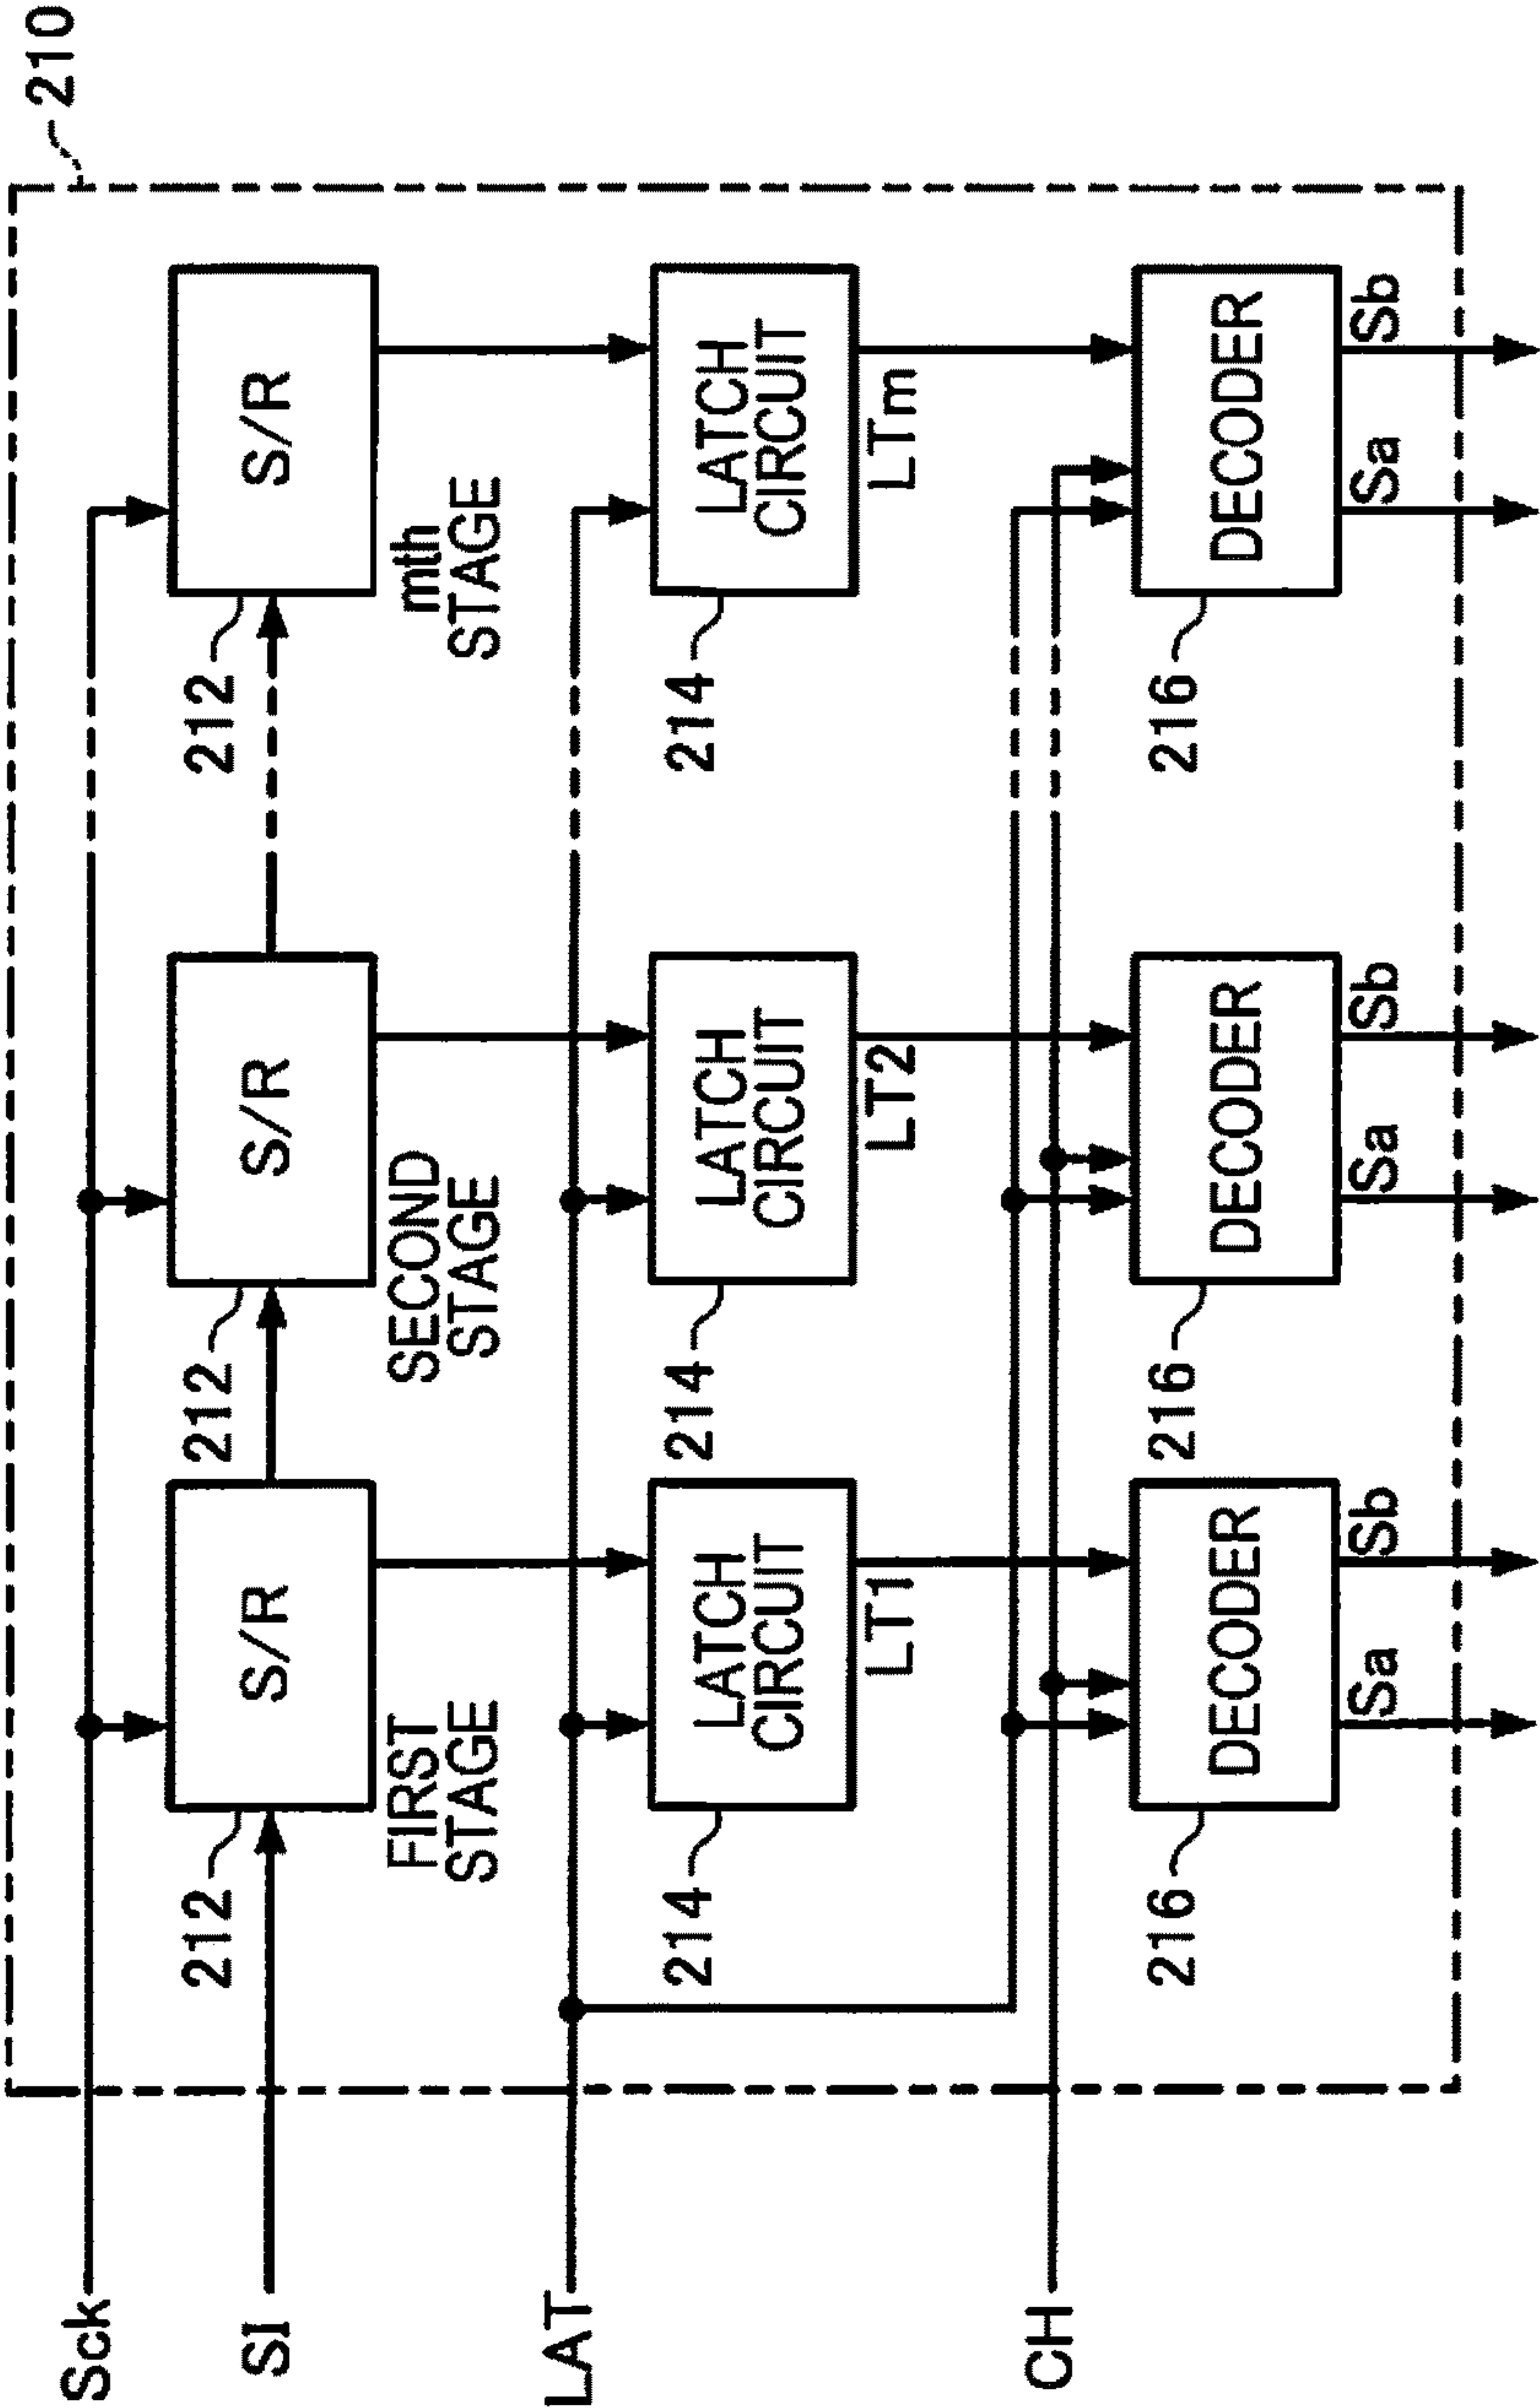 210
Sck
S/R
S/R
S/R
SI
212
212
212
FIRST
STAGE
SECOND
STAGE
mth
STAGE
LAT
LATCH
CIRCUIT
LATCH
CIRCUIT
LATCH
CIRCUIT
214
214
214
LT1
LT2
LTm
CH
DECODER
DECODER
DECODER
216
216
216
Sa
Sb
Sa
Sb
Sa
Sb